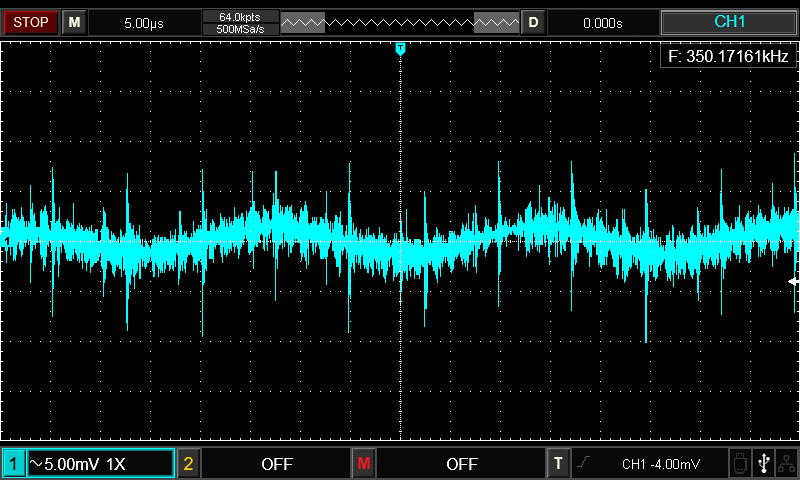 STOP M 5.00μs 64.0kpts D 0.000s CH1
500MSa/s
T
F: 350.17161kHz
1 5.00mV 1X 2 OFF M OFF T CH1 -4.00mV